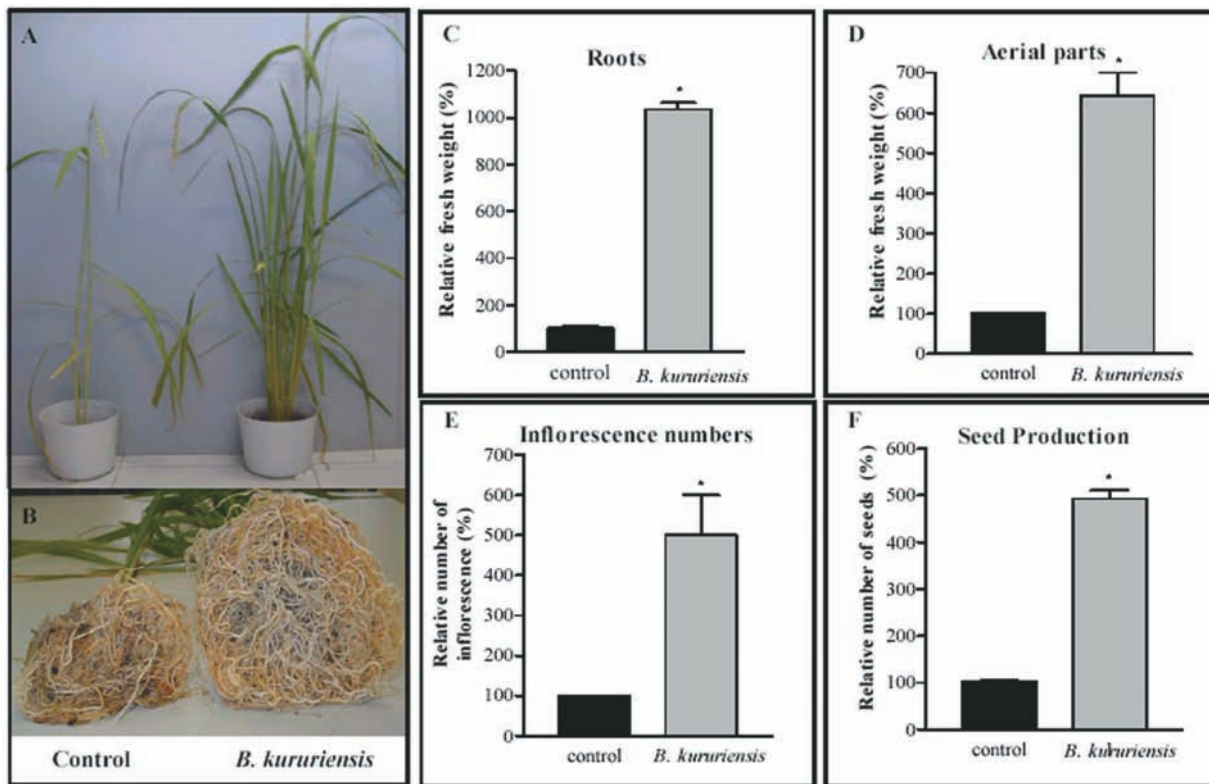 A
Control
B. kururiensis
B
C
Roots
Relative fresh weight (%)
1200
1000
800
600
400
200
0
*
control
B. kururiensis
D
Aerial parts
Relative fresh weight (%)
700
600
500
400
300
200
100
0
*
control
B. kururiensis
E
Inflorescence numbers
Relative number of
inflorescence (%)
700
600
500
400
300
200
100
0
*
control
B. kururiensis
F
Seed Production
Relative number of seeds (%)
600
500
400
300
200
100
0
*
control
B. kururiensis